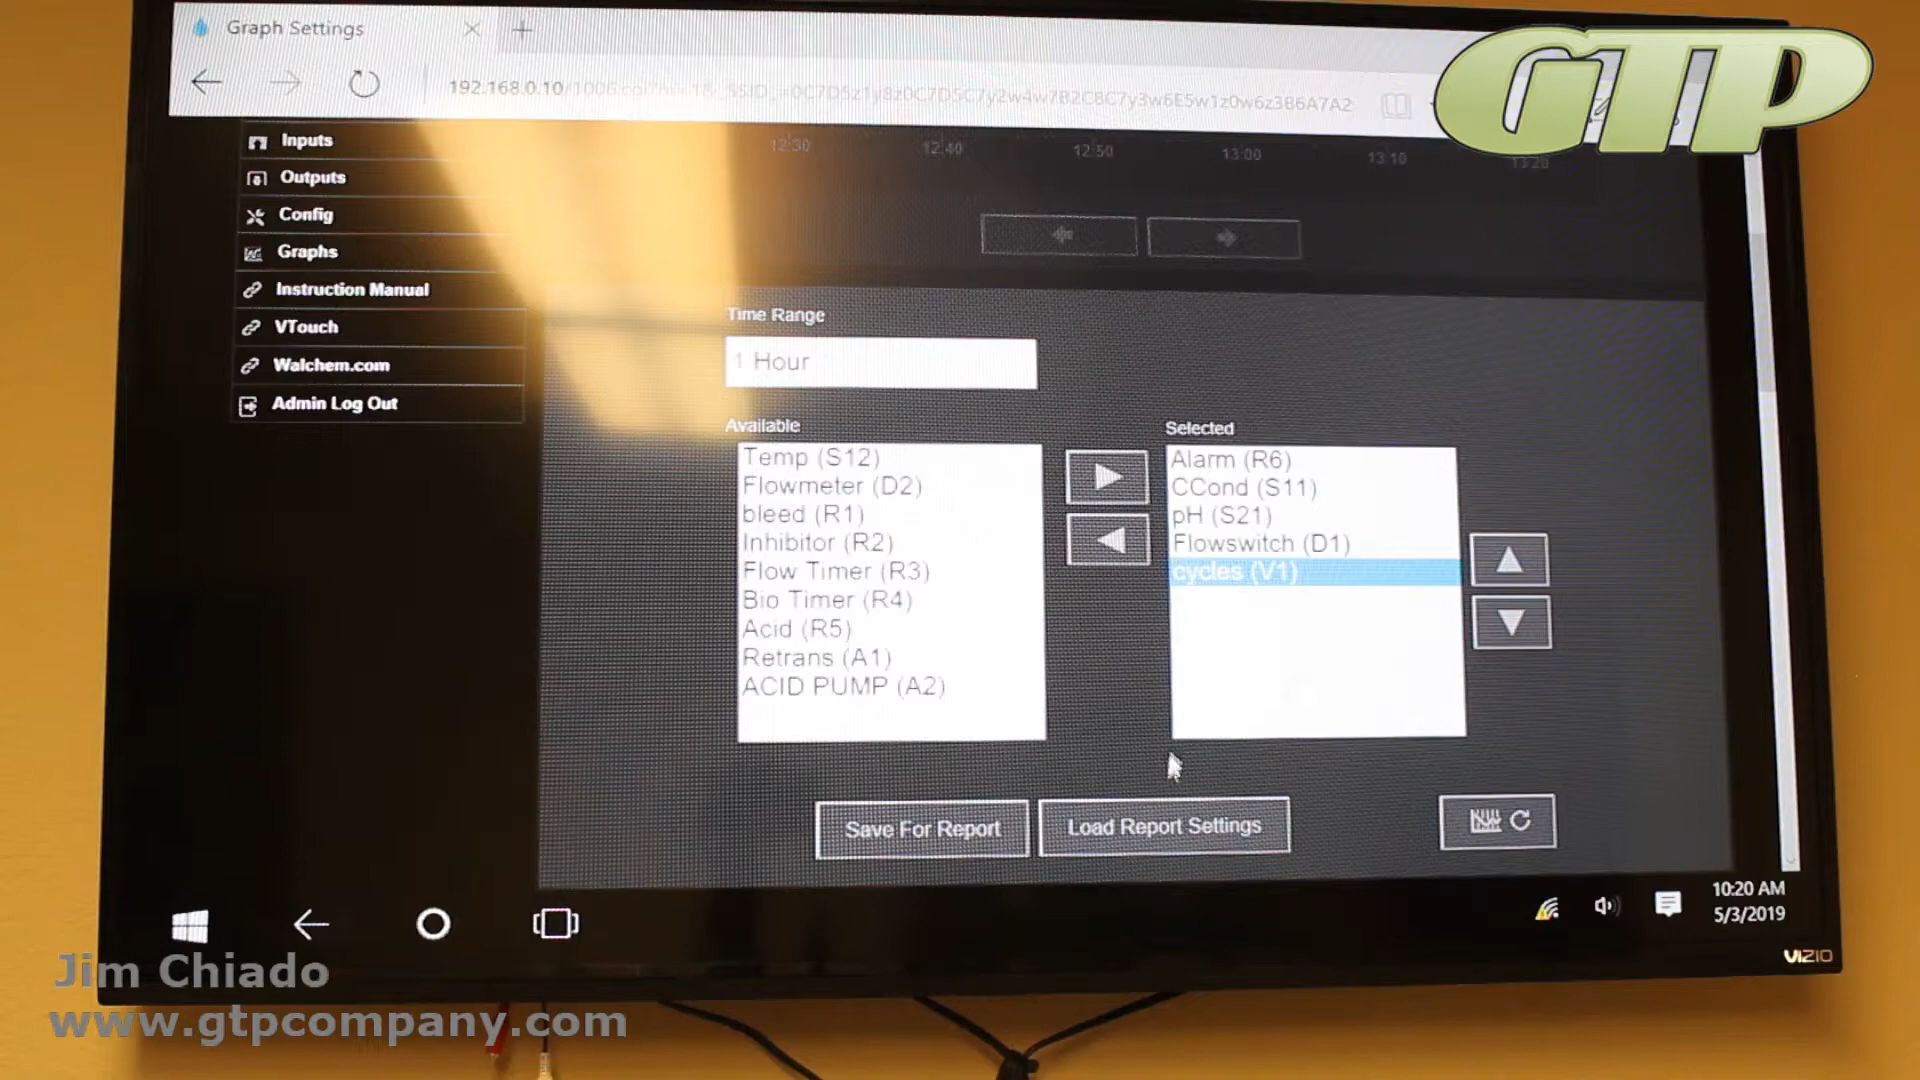 Graph Settings
GTP
192.168.0.10/
12:30 12:40 12:50 13:00 13:10 13:20
Inputs
Outputs
Config
Graphs
Instruction Manual
VTouch
Walchem.com
Admin Log Out
Time Range
1 Hour
Available
Temp (S12)
Flowmeter (D2)
bleed (R1)
Inhibitor (R2)
Flow Timer (R3)
Bio Timer (R4)
Acid (R5)
Retrans (A1)
ACID PUMP (A2)
Selected
Alarm (R6)
CCond (S11)
pH (S21)
Flowswitch (D1)
cycles (V1)
Save For Report
Load Report Settings
10:20 AM
5/3/2019
VIZIO
Jim Chiado
www.gtpcompany.com